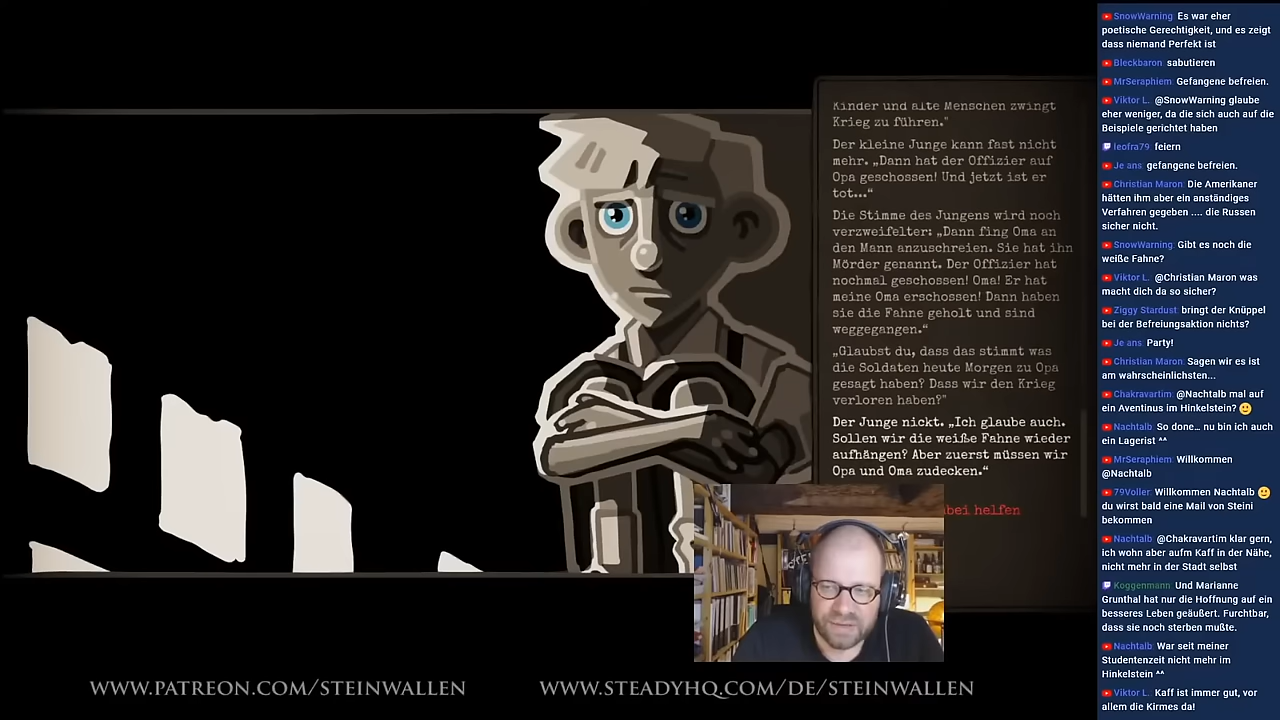 Kinder und alte Menschen zwingt
Krieg zu führen."
Der kleine Junge kann fast nicht
mehr. „Dann hat der Offizier auf
Opa geschossen! Und jetzt ist er
tot...“
Die Stimme des Jungens wird noch
verzweifelter: „Dann fing Oma an
den Mann anzuschreien. Sie hat ihn
Mörder genannt. Der Offizier hat
nochmal geschossen! Oma! Er hat
meine Oma erschossen! Dann haben
sie die Fahne geholt und sind
weggegangen.“
„Glaubst du, dass das stimmt was
die Soldaten heute Morgen zu Opa
gesagt haben? Dass wir den Krieg
verloren haben?"
Der Junge nickt. „Ich glaube auch.
Sollen wir die weiße Fahne wieder
aufhängen? Aber zuerst müssen wir
Opa und Oma zudecken.“
helfen
WWW.PATREON.COM/STEINWALLEN
WWW.STEADYHQ.COM/DE/STEINWALLEN
SnowWarning Es war eher
poetische Gerechtigkeit, und es zeigt
dass niemand Perfekt ist
Bleckbaron sabutieren
MrSeraphiem Gefangene befreien.
Viktor L. @SnowWarning glaube
eher weniger, da die sich auch auf die
Beispiele gerichtet haben
leofra79 feiern
Je ans gefangene befreien.
Christian Maron Die Amerikaner
hätten ihm aber ein anständiges
Verfahren gegeben .... die Russen
sicher nicht.
SnowWarning Gibt es noch die
weiße Fahne?
Viktor L. @Christian Maron was
macht dich da so sicher?
Ziggy Stardust bringt der Knüppel
bei der Befreiungsaktion nichts?
Je ans Party!
Christian Maron Sagen wir es ist
am wahrscheinlichsten...
Chakravartim @Nachtalb mal auf
ein Aventinus im Hinkelstein? 🙂
Nachtalb So done… nu bin ich auch
ein Lagerist ^^
MrSeraphiem Willkommen
@Nachtalb
79Voller Willkommen Nachtalb 🙂
du wirst bald eine Mail von Steini
bekommen
Nachtalb @Chakravartim klar gern,
ich wohn aber aufm Kaff in der Nähe,
nicht mehr in der Stadt selbst
Koggenmann Und Marianne
Grunthal hat nur die Hoffnung auf ein
besseres Leben geäußert. Furchtbar,
dass sie noch sterben mußte.
Nachtalb War seit meiner
Studentenzeit nicht mehr im
Hinkelstein ^^
Viktor L. Kaff ist immer gut, vor
allem die Kirmes da!